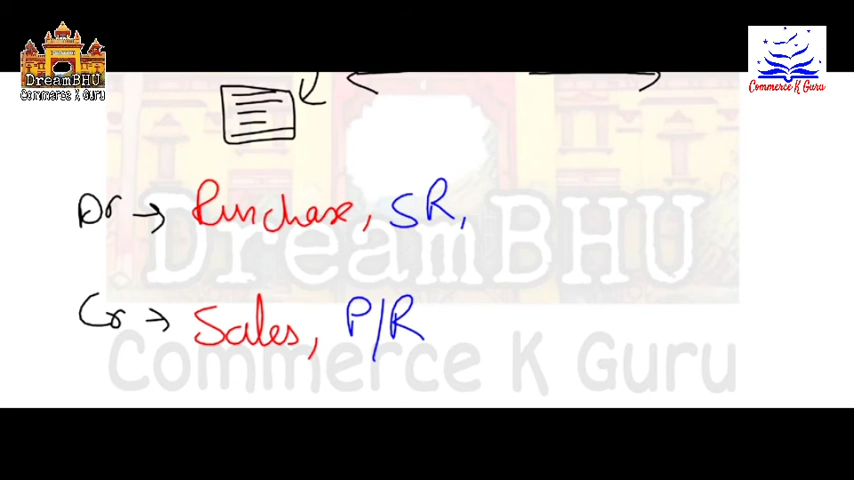 DreamBHU
Commerce K Guru
Commerce K Guru
Dr → Purchase, SR,
DreamBHU
Cr → Sales, P/R
Commerce K Guru